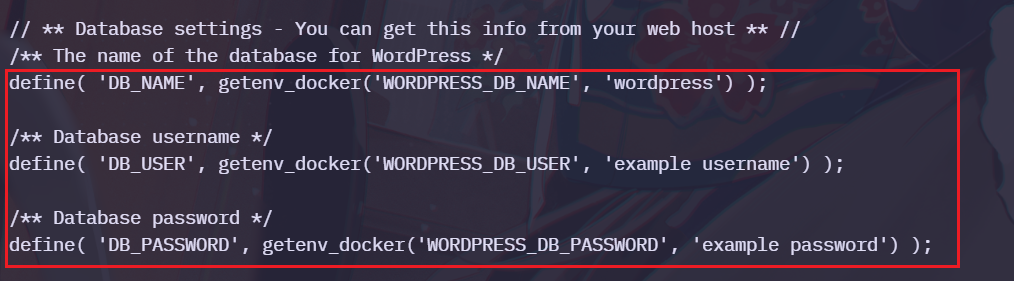 // ** Database settings - You can get this info from your web host ** //
/** The name of the database for WordPress */
define( 'DB_NAME', getenv_docker('WORDPRESS_DB_NAME', 'wordpress') );
/** Database username */
define( 'DB_USER', getenv_docker('WORDPRESS_DB_USER', 'example username') );
/** Database password */
define( 'DB_PASSWORD', getenv_docker('WORDPRESS_DB_PASSWORD', 'example password') );